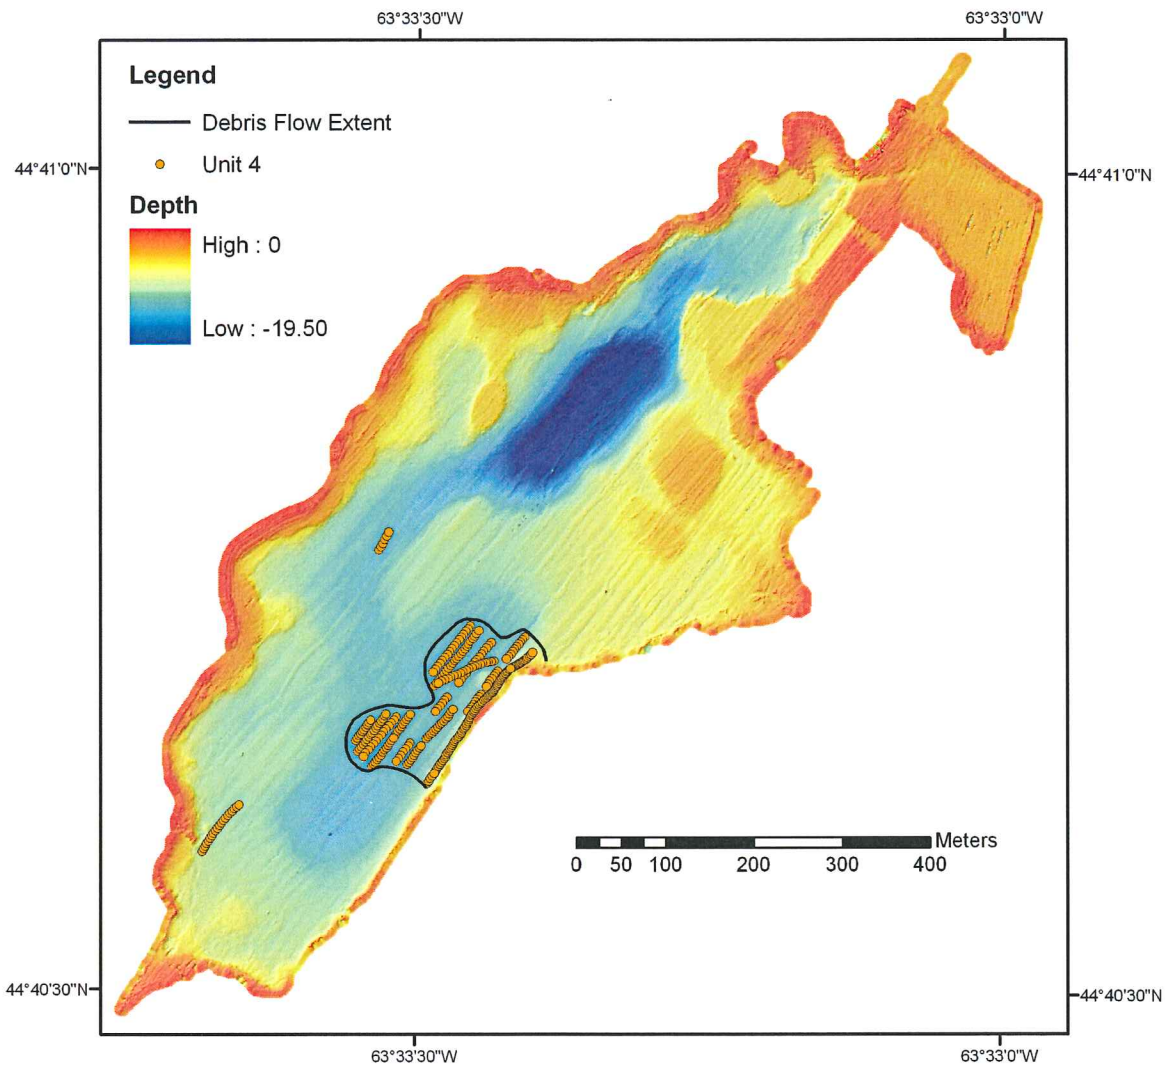 63°33'30"W 63°33'0"W
Legend
Debris Flow Extent
44°41'0"N
Unit 4
44°41'0"N
Depth
High : 0
Low : -19.50
Meters
0 50 100 200 300 400
44°40'30"N
44°40'30"N
63°33'30"W 63°33'0"W